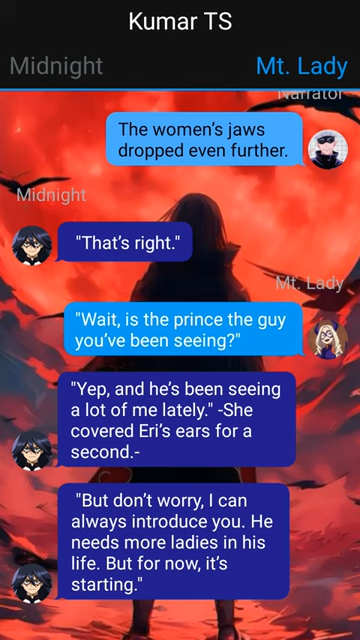 Kumar TS
Midnight
Mt. Lady
Narrator
The women's jaws
dropped even further.
Midnight
"That's right."
Mt. Lady
"Wait, is the prince the guy
you've been seeing?"
"Yep, and he's been seeing
a lot of me lately." -She
covered Eri's ears for a
second.-
"But don't worry, I can
always introduce you. He
needs more ladies in his
life. But for now, it's
starting."